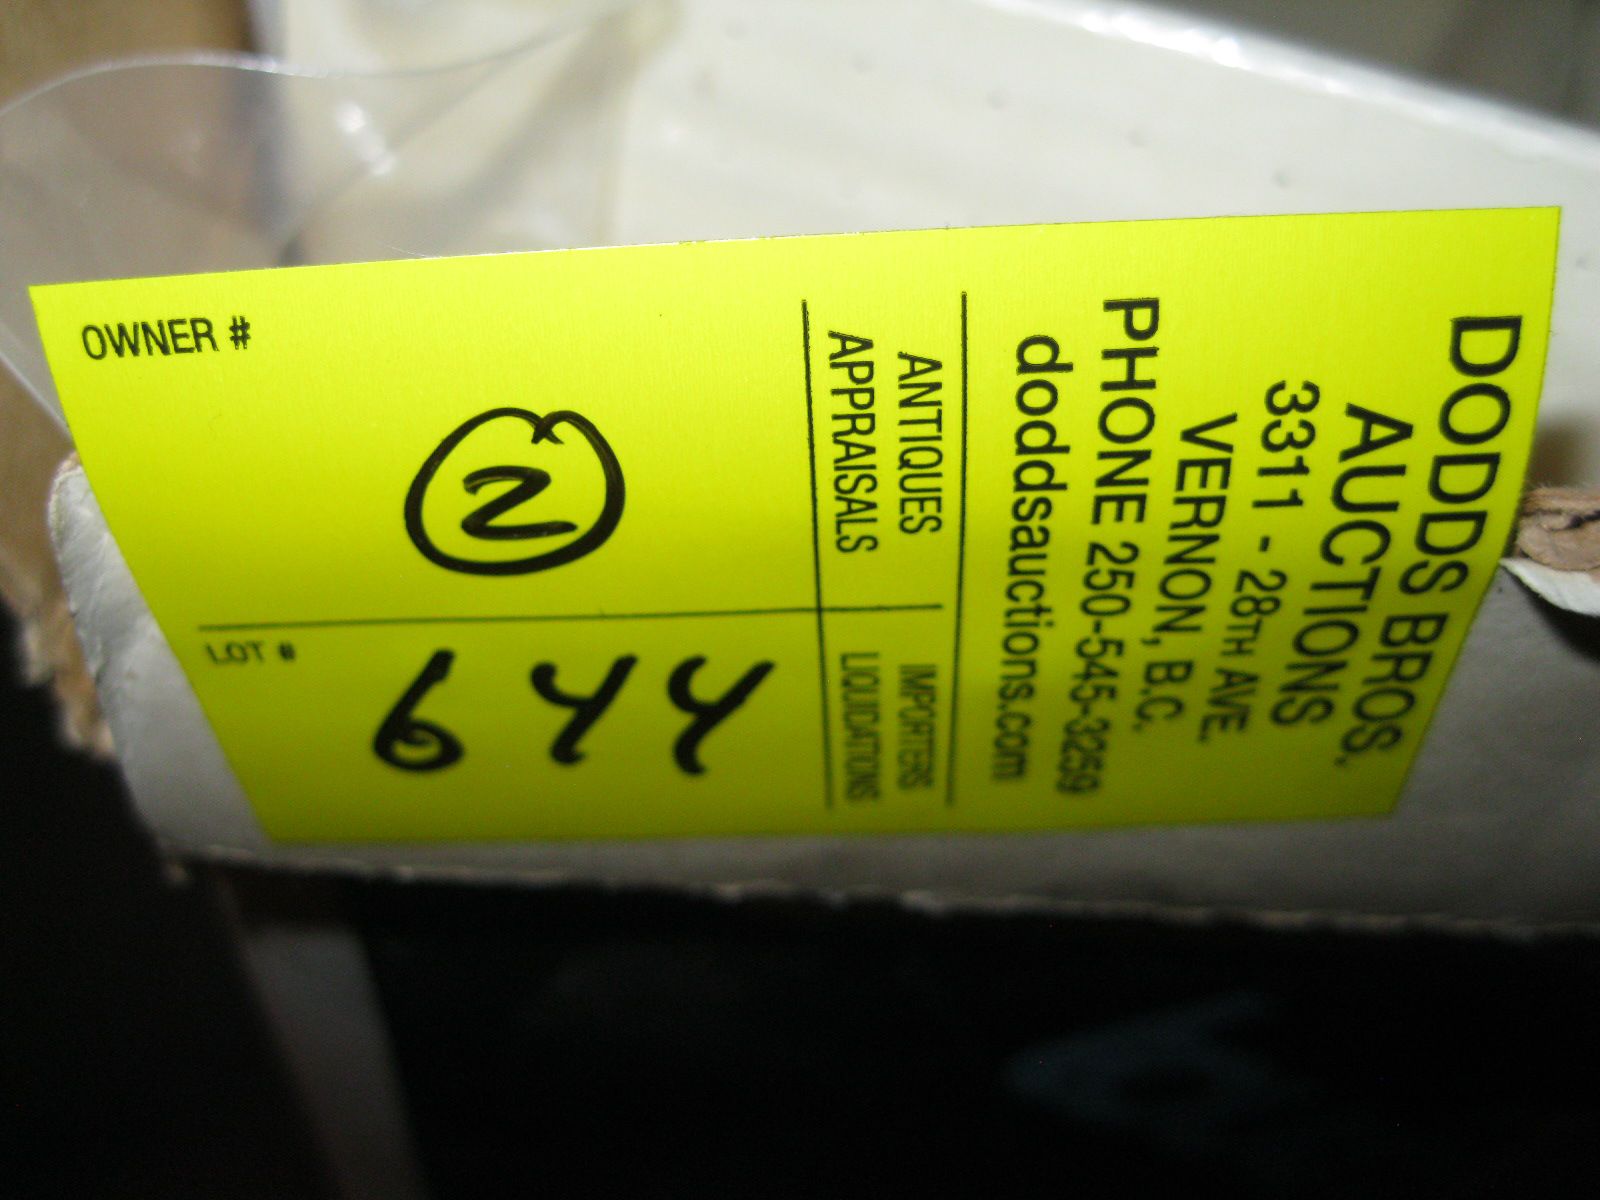 DODDS BROS.
AUCTIONS
3311 - 28TH AVE.
VERNON, B.C.
PHONE 250-545-3259
doddsauctions.com
ANTIQUES
APPRAISALS
IMPORTERS
LIQUIDATIONS
OWNER #
N
LOT #
644